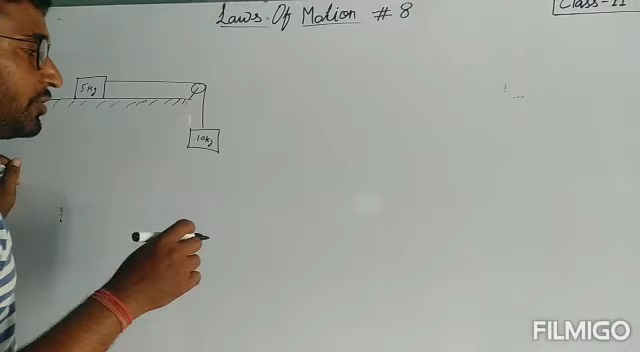 Laws Of Motion # 8
Class-11
5kg
10kg
FILMIGO